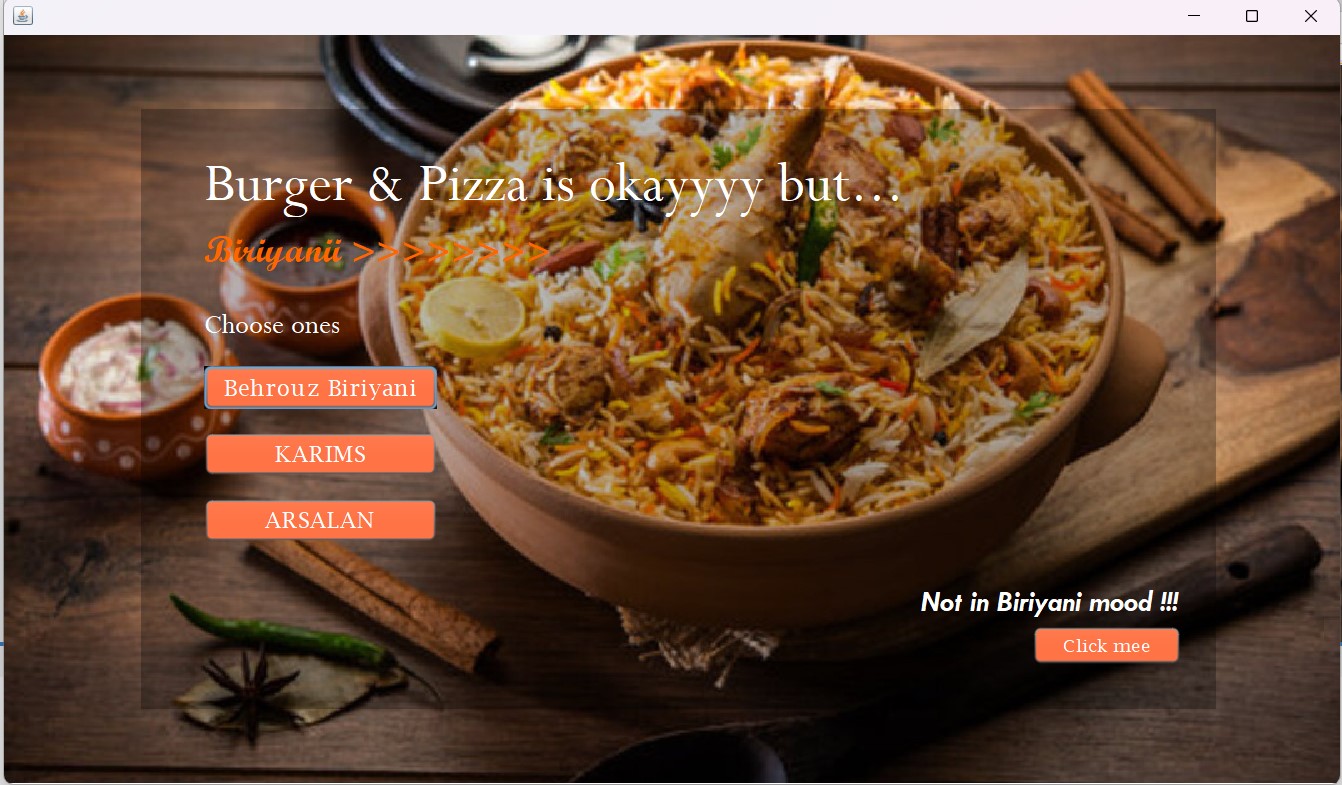 Burger & Pizza is okayyyy but...
Biriyanii >>>>>>>>
Choose ones
Behrouz Biriyani
KARIMS
ARSALAN
Not in Biriyani mood !!!
Click mee